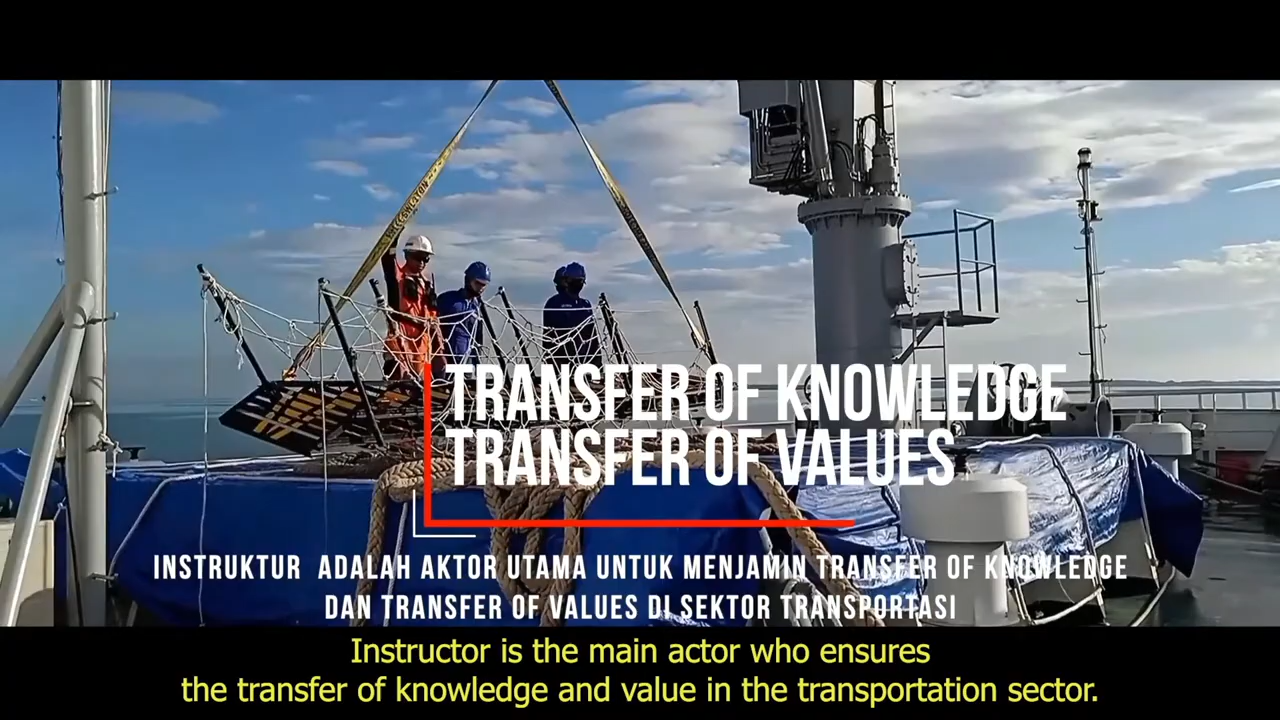 TRANSFER OF KNOWLEDGE
TRANSFER OF VALUES
INSTRUKTUR ADALAH AKTOR UTAMA UNTUK MENJAMIN TRANSFER OF KNOWLEDGE
DAN TRANSFER OF VALUES DI SEKTOR TRANSPORTASI
Instructor is the main actor who ensures
the transfer of knowledge and value in the transportation sector.